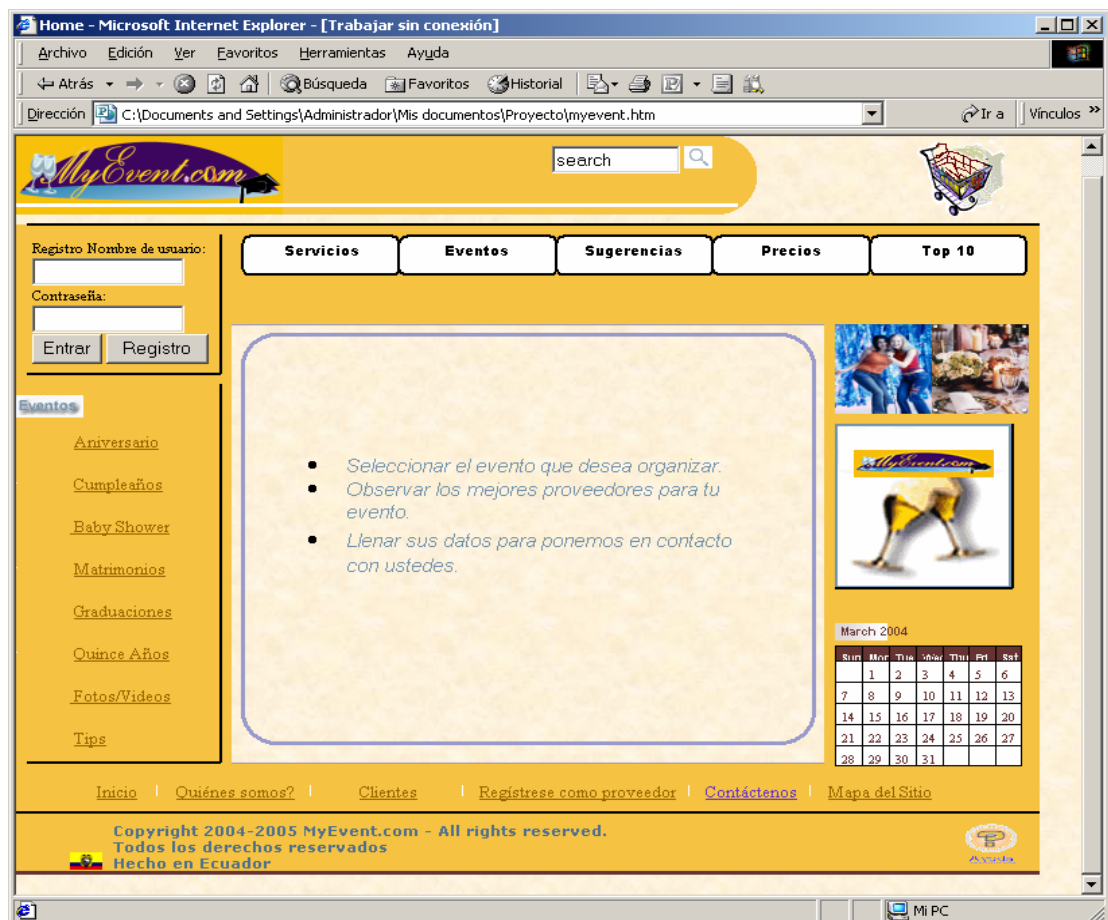 Home - Microsoft Internet Explorer - [Trabajar sin conexión]
Archivo Edición Ver Favoritos Herramientas Ayuda
Atrás Búsqueda Favoritos Historial
Dirección C:\Documents and Settings\Administrador\Mis documentos\Proyecto\myevent.htm Ir a Vínculos »
MyEvent.com
search
Registro Nombre de usuario:
Contraseña:
Entrar Registro
Servicios Eventos Sugerencias Precios Top 10
Eventos
Aniversario
Cumpleaños
Baby Shower
Matrimonios
Graduaciones
Quince Años
Fotos/Videos
Tips
• Seleccionar el evento que desea organizar.
• Observar los mejores proveedores para tu
evento.
• Llenar sus datos para ponernos en contacto
con ustedes.
MyEvent.com
March 2004
Sun Mon Tue Wed Thu Fri Sat
1 2 3 4 5 6
7 8 9 10 11 12 13
14 15 16 17 18 19 20
21 22 23 24 25 26 27
28 29 30 31
Inicio | Quiénes somos? | Clientes | Regístrese como proveedor | Contáctenos | Mapa del Sitio
Copyright 2004-2005 MyEvent.com - All rights reserved.
Todos los derechos reservados
Hecho en Ecuador
Ayuda
Mi PC